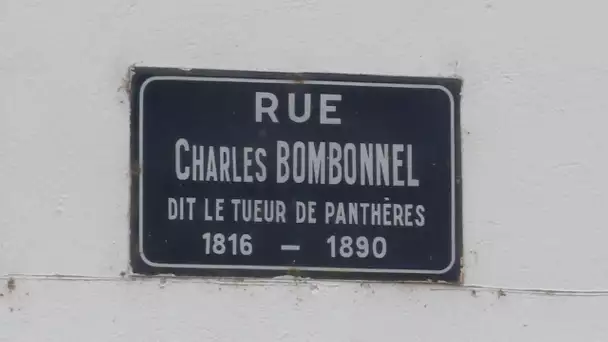 RUE
CHARLES BOMBONNEL
DIT LE TUEUR DE PANTHÈRES
1816 – 1890